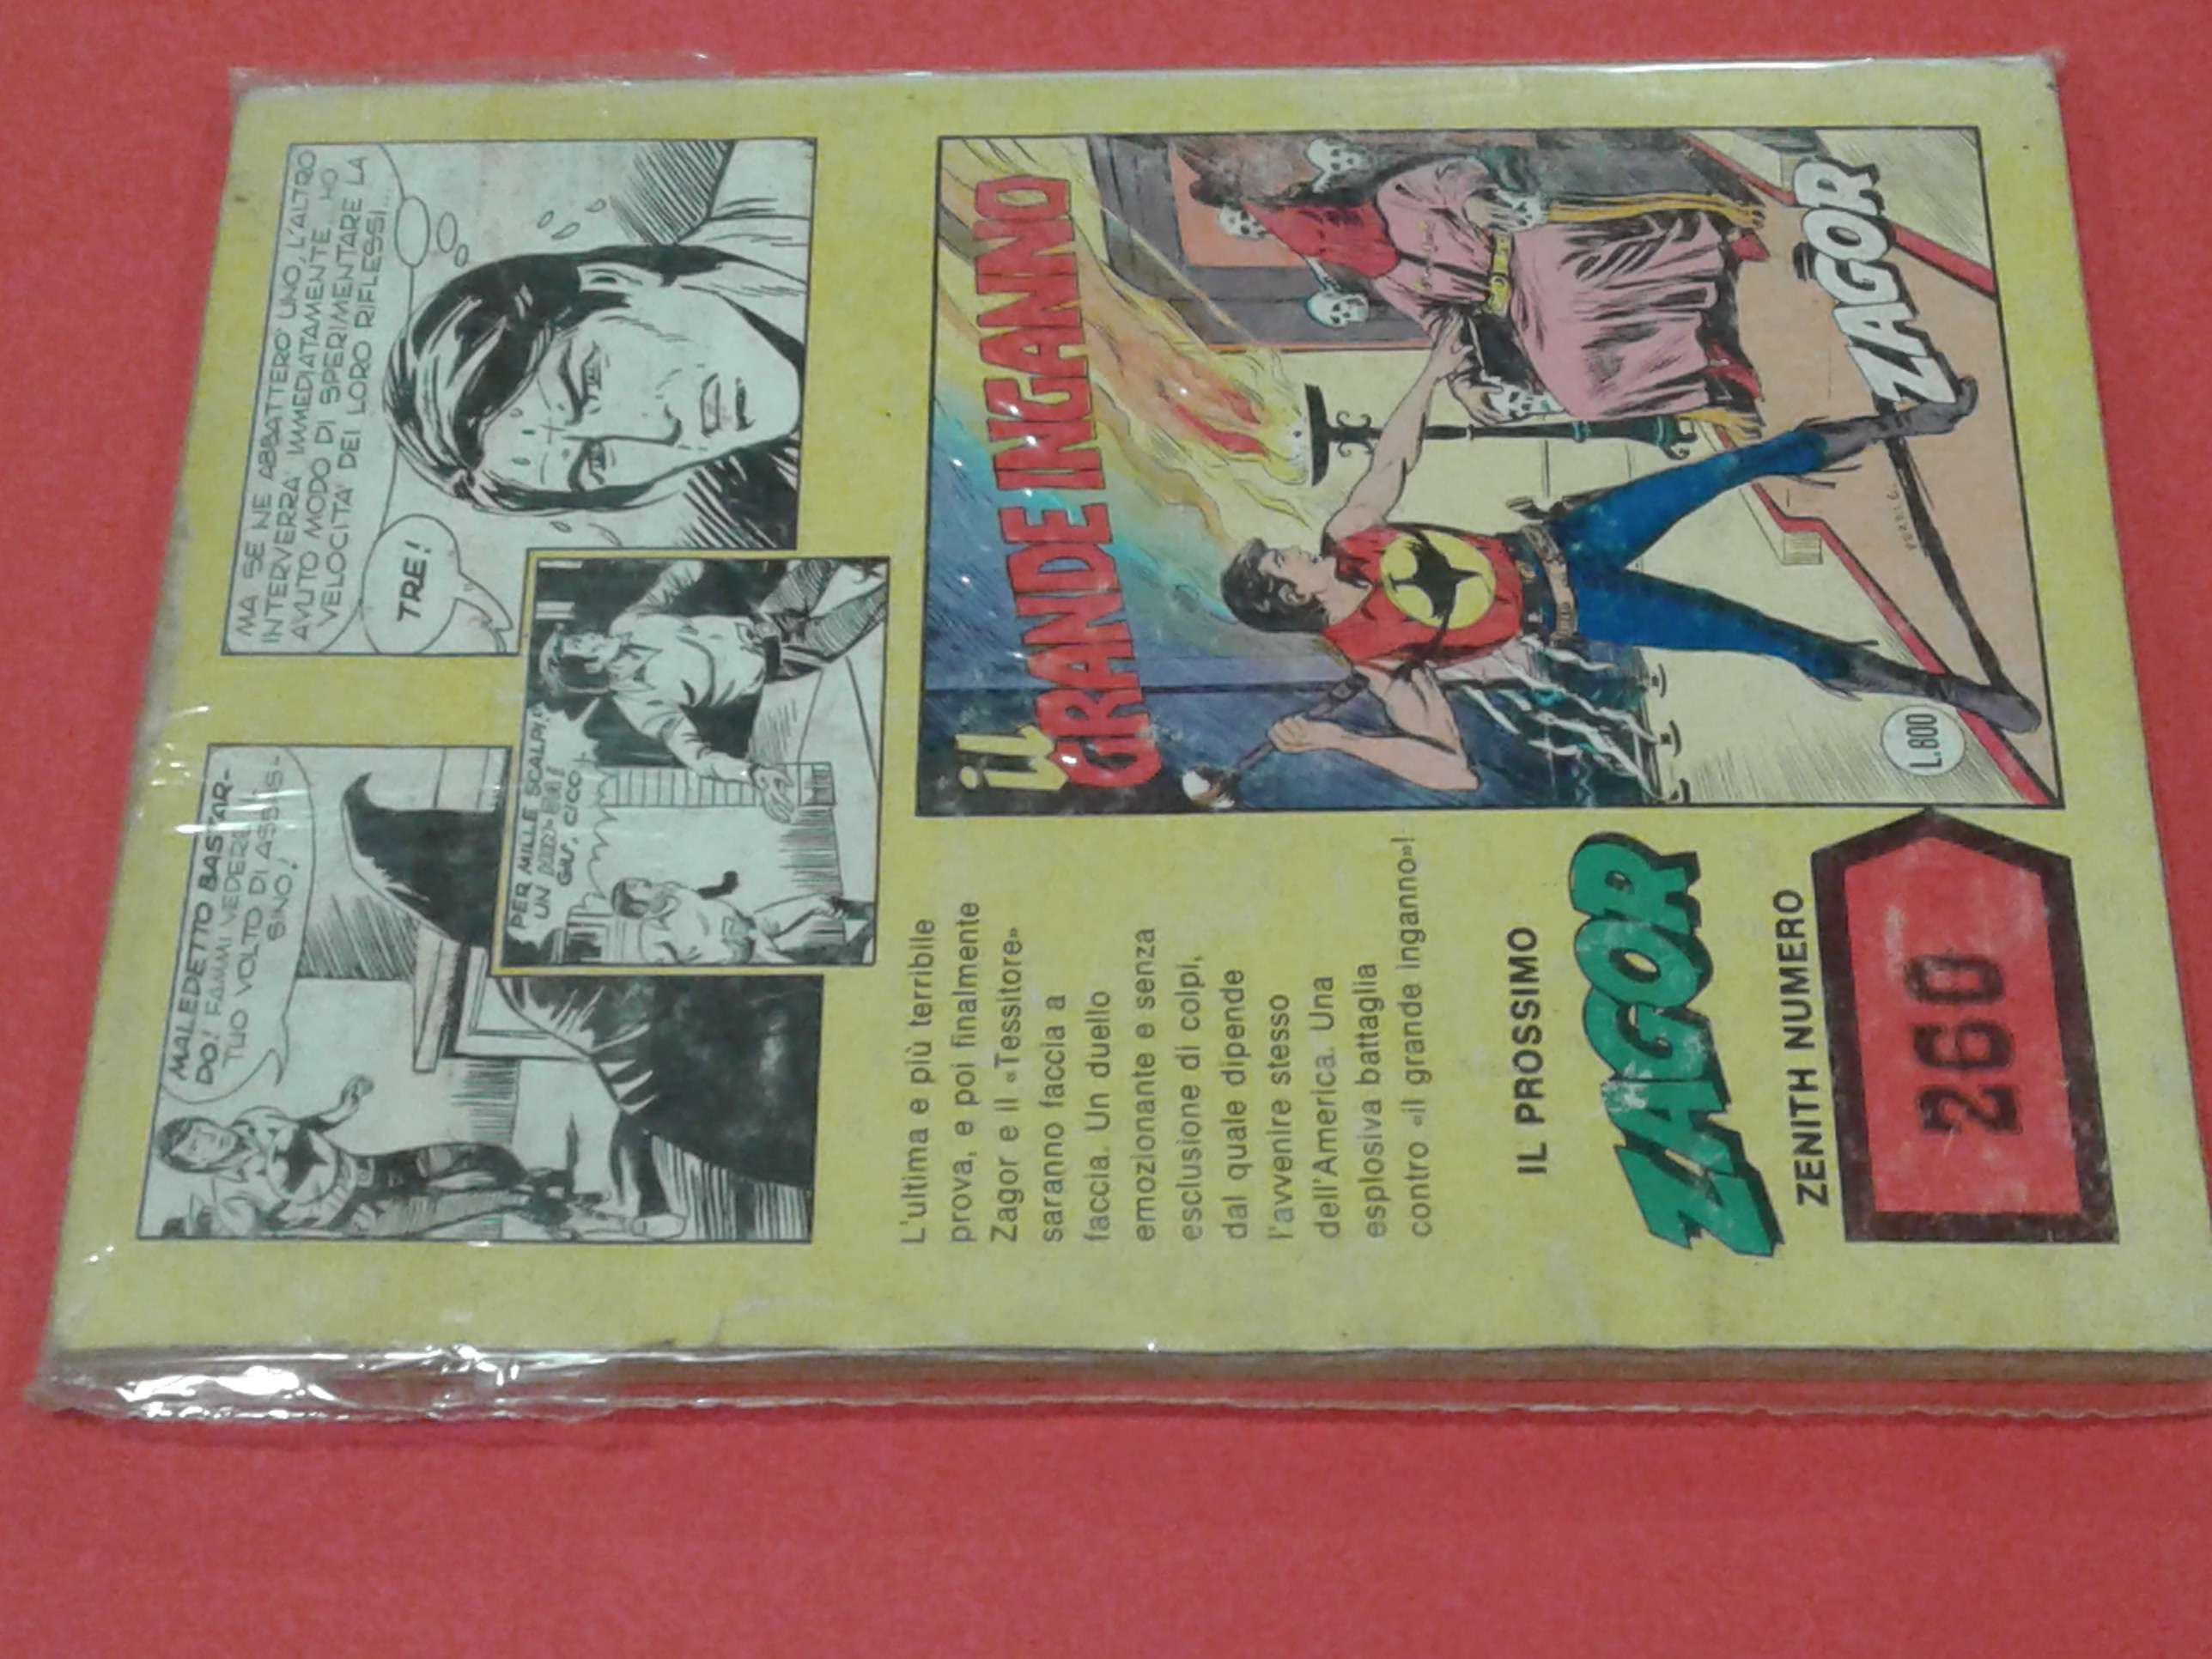 MALEDETTO BASTAR-
DO! FAMMI VEDERE IL
TUO VOLTO DI ASSAS-
SINO!
MA SE NE ABBATTERO' UNO, L'ALTRO
INTERVERRA' IMMEDIATAMENTE... HO
AVUTO MODO DI SPERIMENTARE LA
VELOCITA' DEI LORO RIFLESSI...
TRE!
PER MILLE SCALPI!
UN
GIU', CICO!
L'ultima e più terribile
prova, e poi finalmente
Zagor e il «Tessitore»
saranno faccia a
faccia. Un duello
emozionante e senza
esclusione di colpi,
dal quale dipende
l'avvenire stesso
dell'America. Una
esplosiva battaglia
contro «il grande inganno»!
IL PROSSIMO
ZAGOR
ZENITH NUMERO
260
iL
GRANDE INGANNO
L.800
ZAGOR